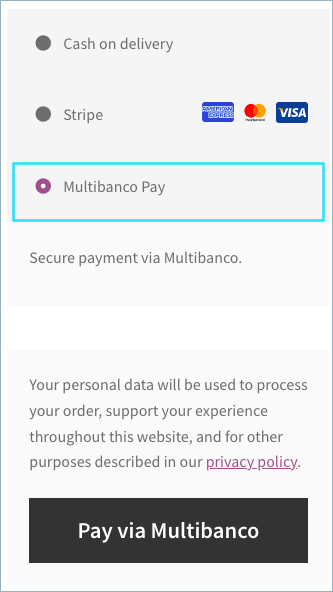 Cash on delivery
Stripe
AMERICAN
EXPRESS
VISA
Multibanco Pay
Secure payment via Multibanco.
Your personal data will be used to process
your order, support your experience
throughout this website, and for other
purposes described in our privacy policy.
Pay via Multibanco